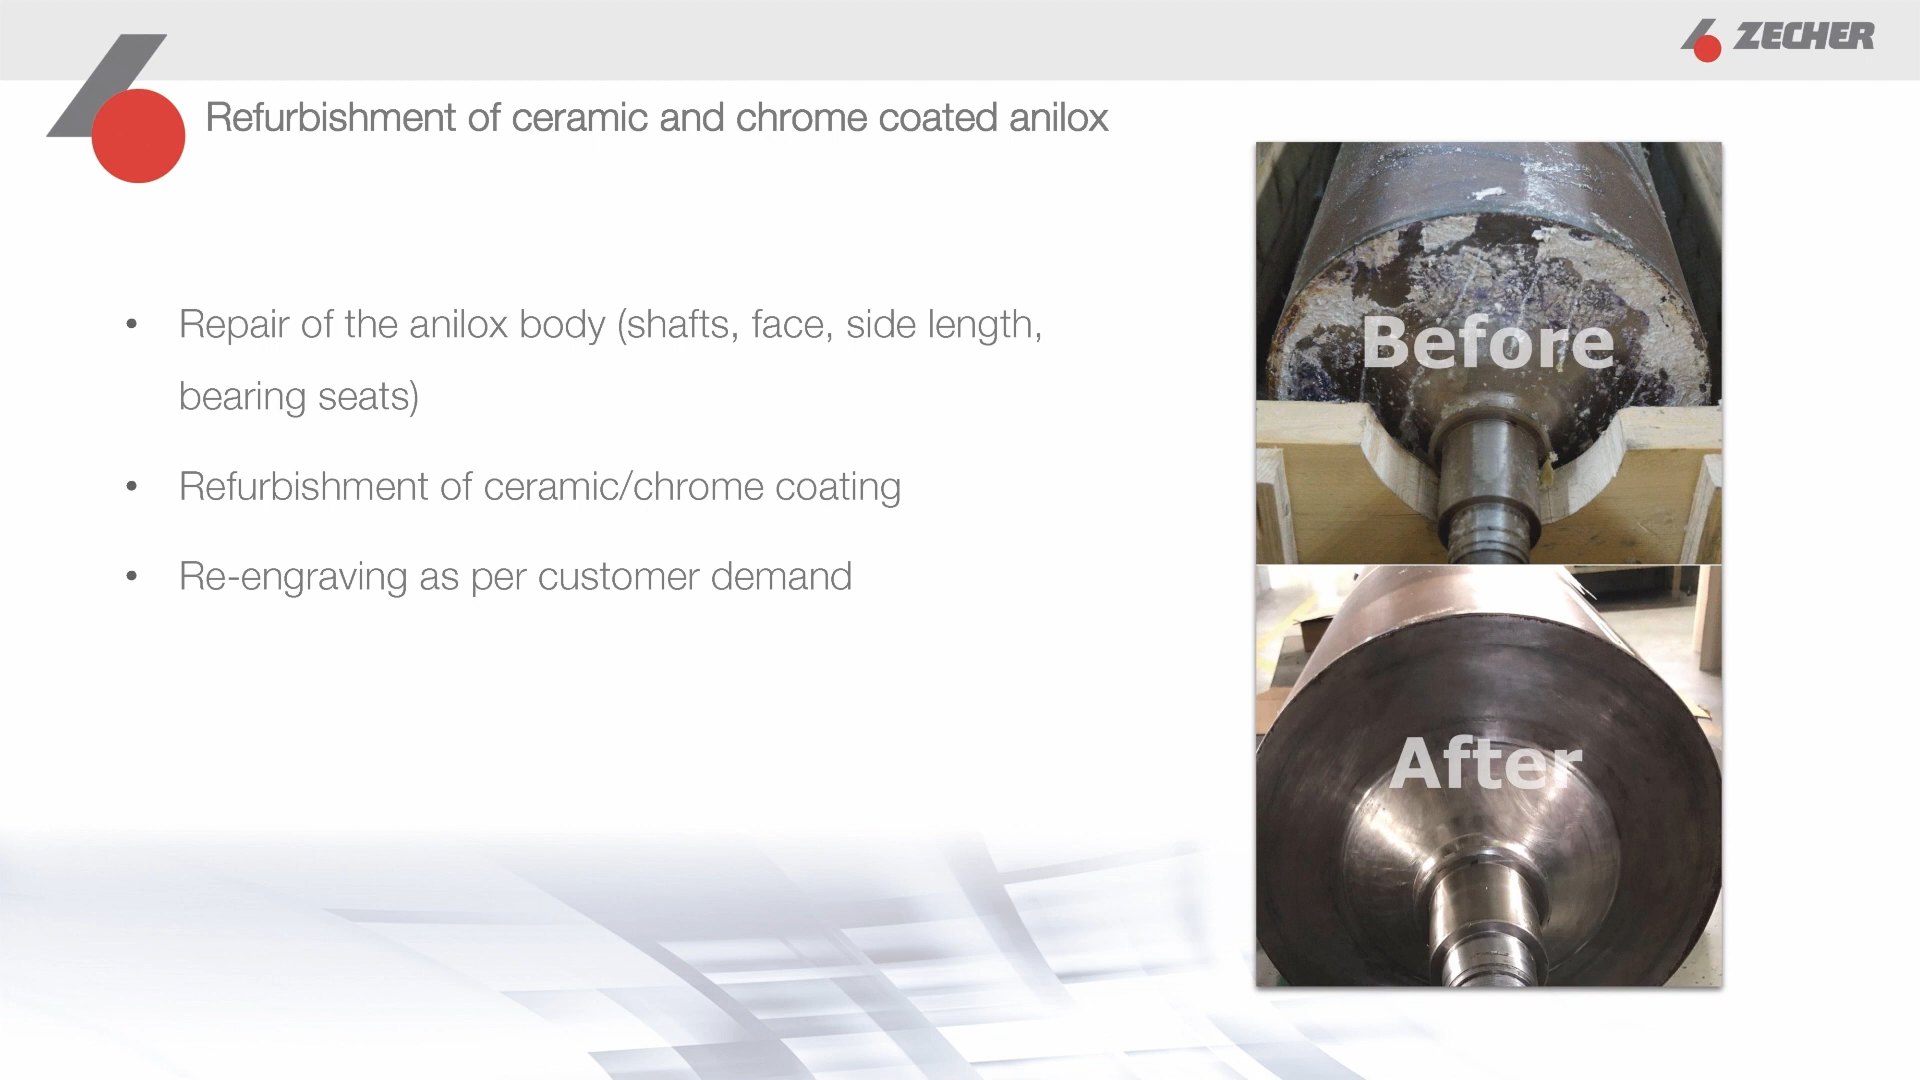 ZECHER
Refurbishment of ceramic and chrome coated anilox
• Repair of the anilox body (shafts, face, side length,
bearing seats)
• Refurbishment of ceramic/chrome coating
• Re-engraving as per customer demand
Before
After